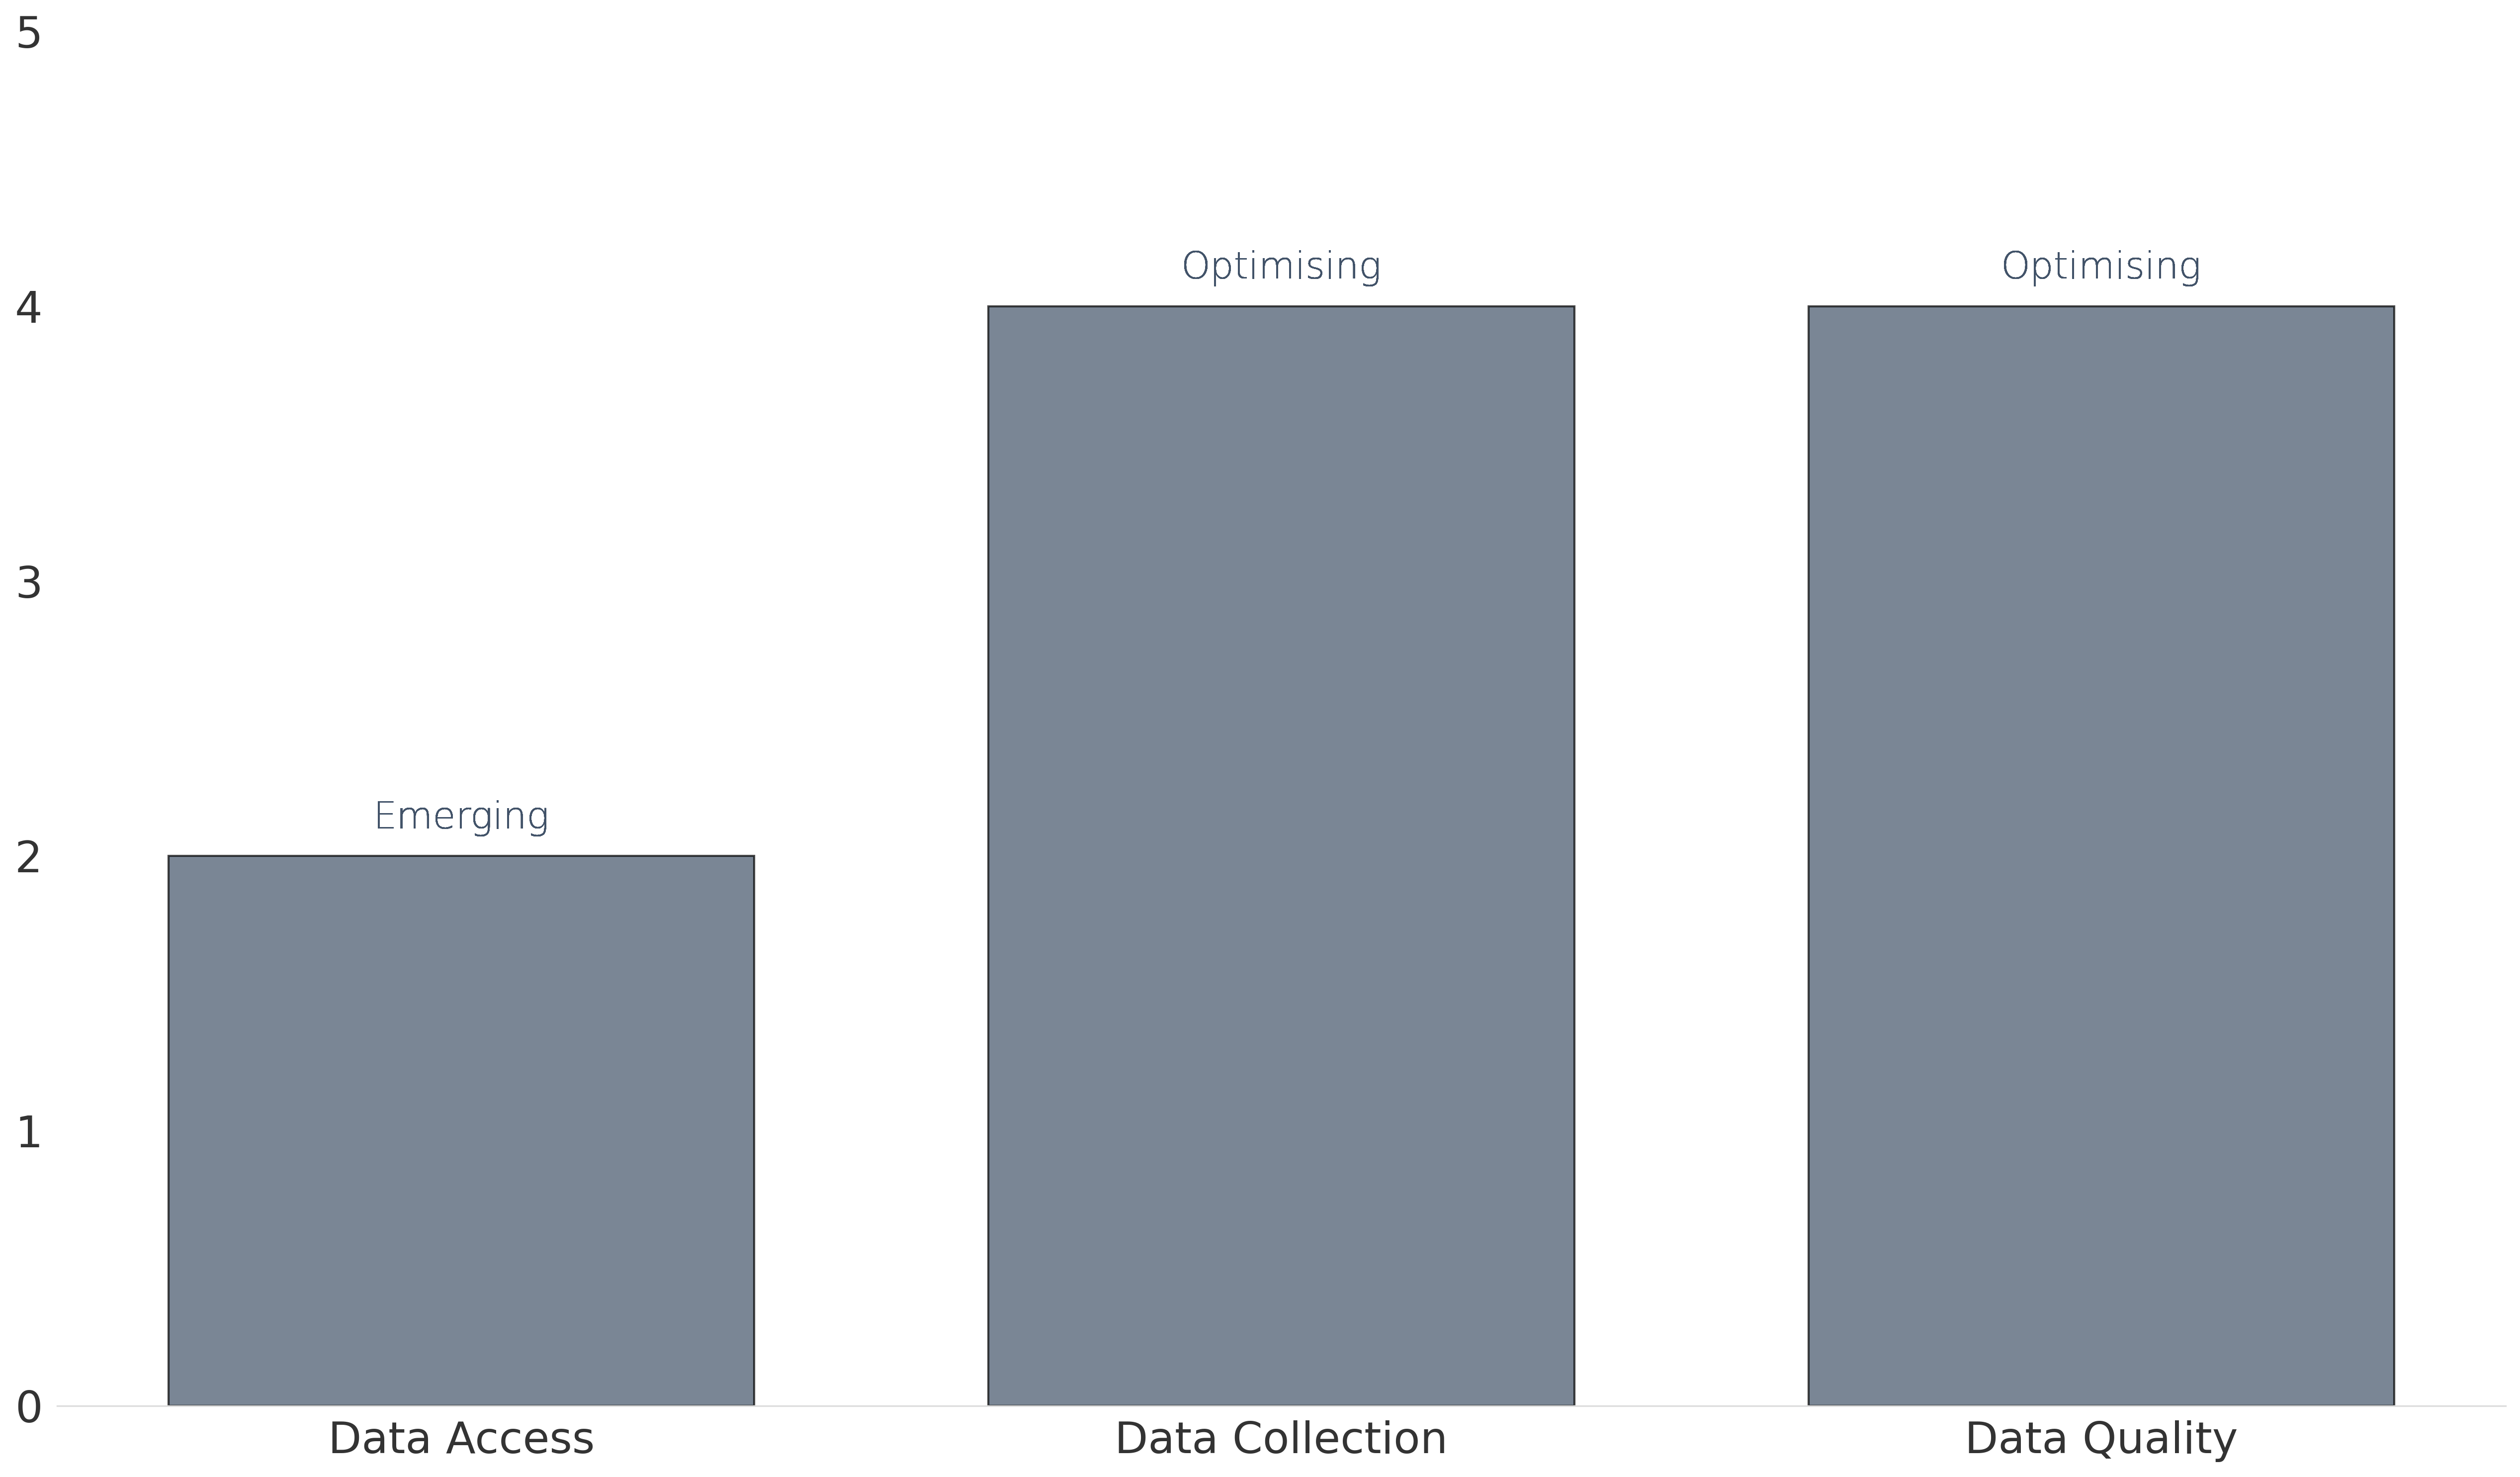 5
Optimising Optimising
4
3
Emerging
2
1
0
Data Access Data Collection Data Quality